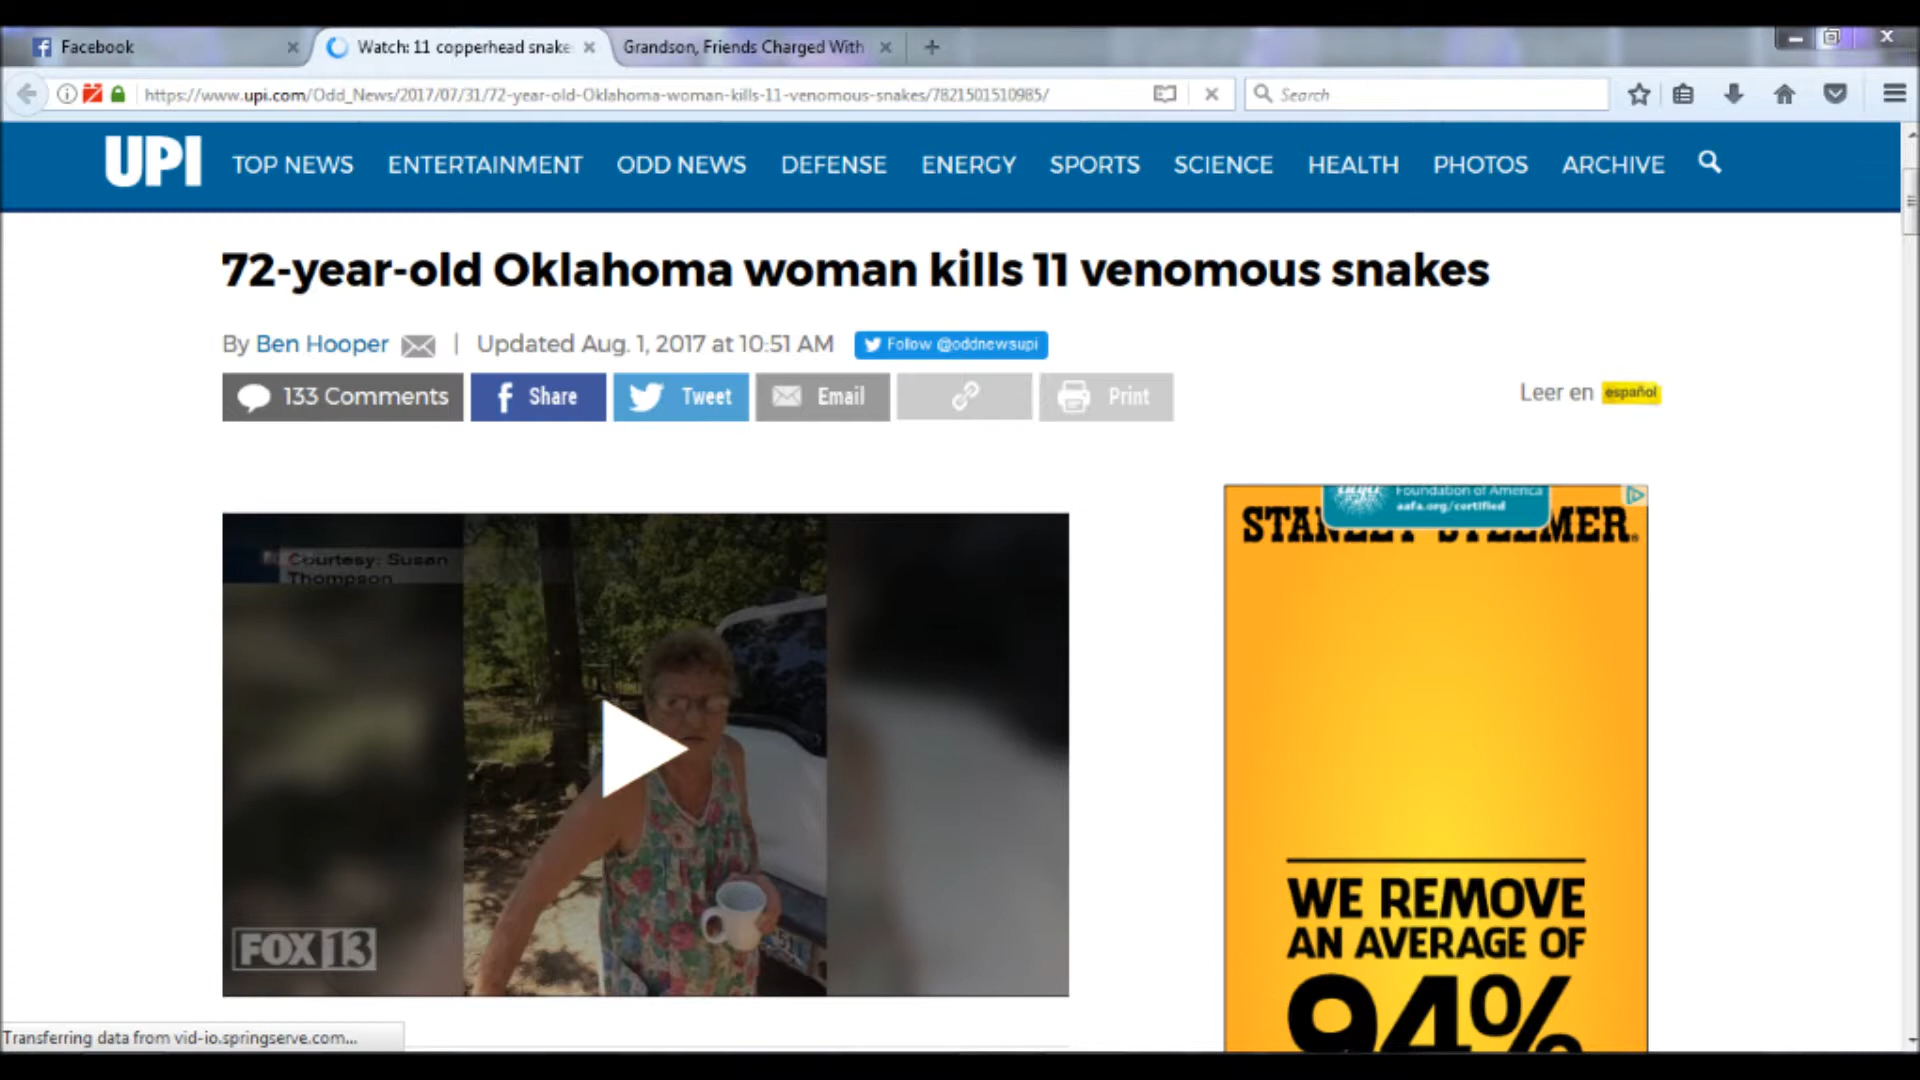 Facebook
Watch: 11 copperhead snake
Grandson, Friends Charged With
https://www.upi.com/Odd_News/2017/07/31/72-year-old-Oklahoma-woman-kills-11-venomous-snakes/7821501510985/
Search
UPI
TOP NEWS
ENTERTAINMENT
ODD NEWS
DEFENSE
ENERGY
SPORTS
SCIENCE
HEALTH
PHOTOS
ARCHIVE
72-year-old Oklahoma woman kills 11 venomous snakes
By Ben Hooper | Updated Aug. 1, 2017 at 10:51 AM
Follow @oddnewsupi
133 Comments
Share
Tweet
Email
Print
Leer en español
Courtesy: Susan
Thompson
FOX 13
Foundation of America
aafa.org/certified
WE REMOVE
AN AVERAGE OF
94%
Transferring data from vid-io.springserve.com...